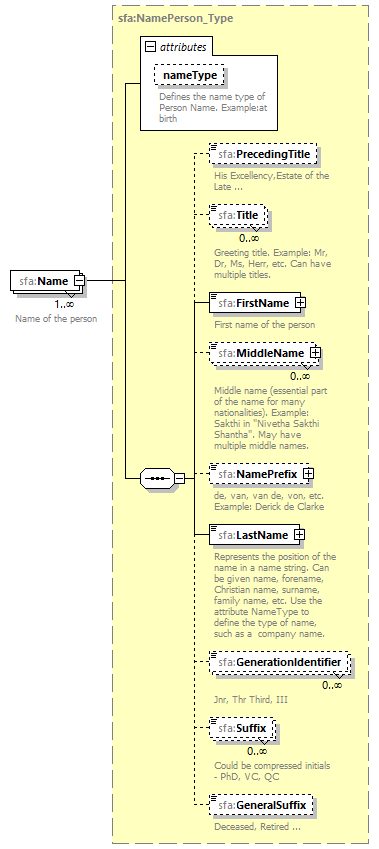 sfa:NamePerson_Type
attributes
nameType
Defines the name type of
Person Name. Example:at
birth
sfa:PrecedingTitle
His Excellency,Estate of the
Late ...
sfa:Title
0..∞
Greeting title. Example: Mr,
Dr, Ms, Herr, etc. Can have
multiple titles.
sfa:Name
1..∞
Name of the person
sfa:FirstName
First name of the person
sfa:MiddleName
0..∞
Middle name (essential part
of the name for many
nationalities). Example:
Sakthi in "Nivetha Sakthi
Shantha". May have
multiple middle names.
sfa:NamePrefix
de, van, van de, von, etc.
Example: Derick de Clarke
sfa:LastName
Represents the position of the
name in a name string. Can
be given name, forename,
Christian name, surname,
family name, etc. Use the
attribute NameType to
define the type of name,
such as a  company name.
sfa:GenerationIdentifier
0..∞
Jnr, Thr Third, III
sfa:Suffix
0..∞
Could be compressed initials
- PhD, VC, QC
sfa:GeneralSuffix
Deceased, Retired ...